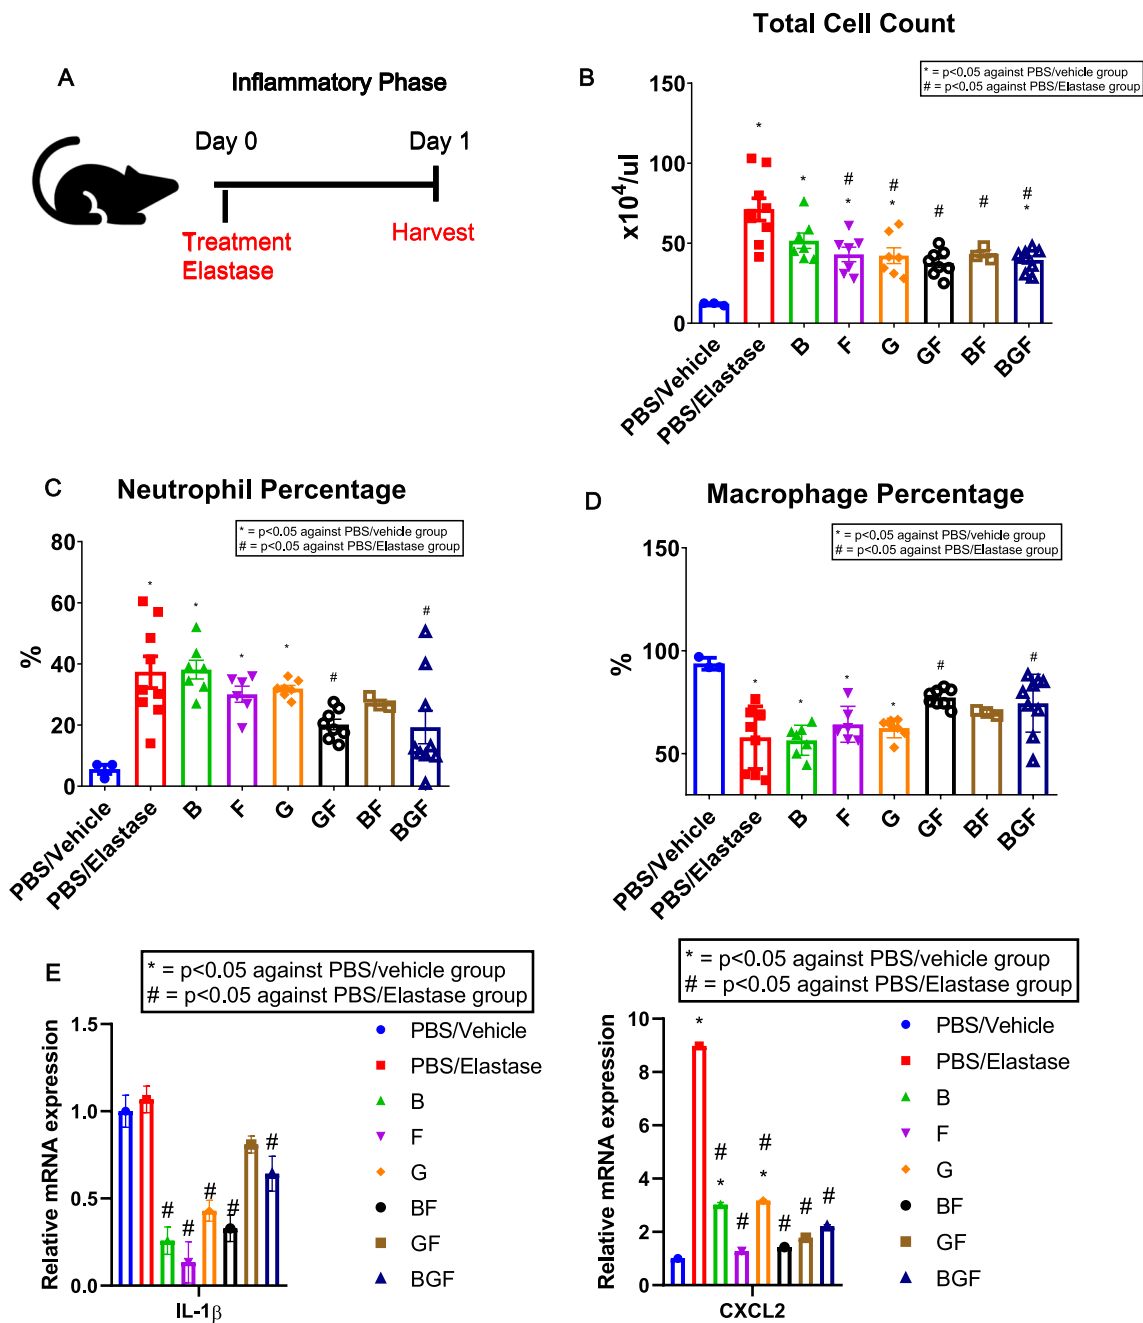 Total Cell Count
A
Inflammatory Phase
Day 0
Day 1
Treatment
Elastase
Harvest
B
* = p<0.05 against PBS/vehicle group
# = p<0.05 against PBS/Elastase group
150
100
50
0
x10⁴/ul
*
*
#
*
#
*
#
#
#
*
PBS/Vehicle
PBS/Elastase
B
F
G
GF
BF
BGF
C
Neutrophil Percentage
* = p<0.05 against PBS/vehicle group
# = p<0.05 against PBS/Elastase group
80
60
40
20
0
%
*
*
*
*
#
#
PBS/Vehicle
PBS/Elastase
B
F
G
GF
BF
BGF
D
Macrophage Percentage
* = p<0.05 against PBS/vehicle group
# = p<0.05 against PBS/Elastase group
150
100
50
%
*
*
*
*
#
#
PBS/Vehicle
PBS/Elastase
B
F
G
GF
BF
BGF
E
* = p<0.05 against PBS/vehicle group
# = p<0.05 against PBS/Elastase group
Relative mRNA expression
1.5
1.0
0.5
0.0
#
#
#
#
#
IL-1β
PBS/Vehicle
PBS/Elastase
B
F
G
BF
GF
BGF
* = p<0.05 against PBS/vehicle group
# = p<0.05 against PBS/Elastase group
Relative mRNA expression
10
8
6
4
2
0
*
#
*
#
#
*
#
#
#
CXCL2
PBS/Vehicle
PBS/Elastase
B
F
G
BF
GF
BGF